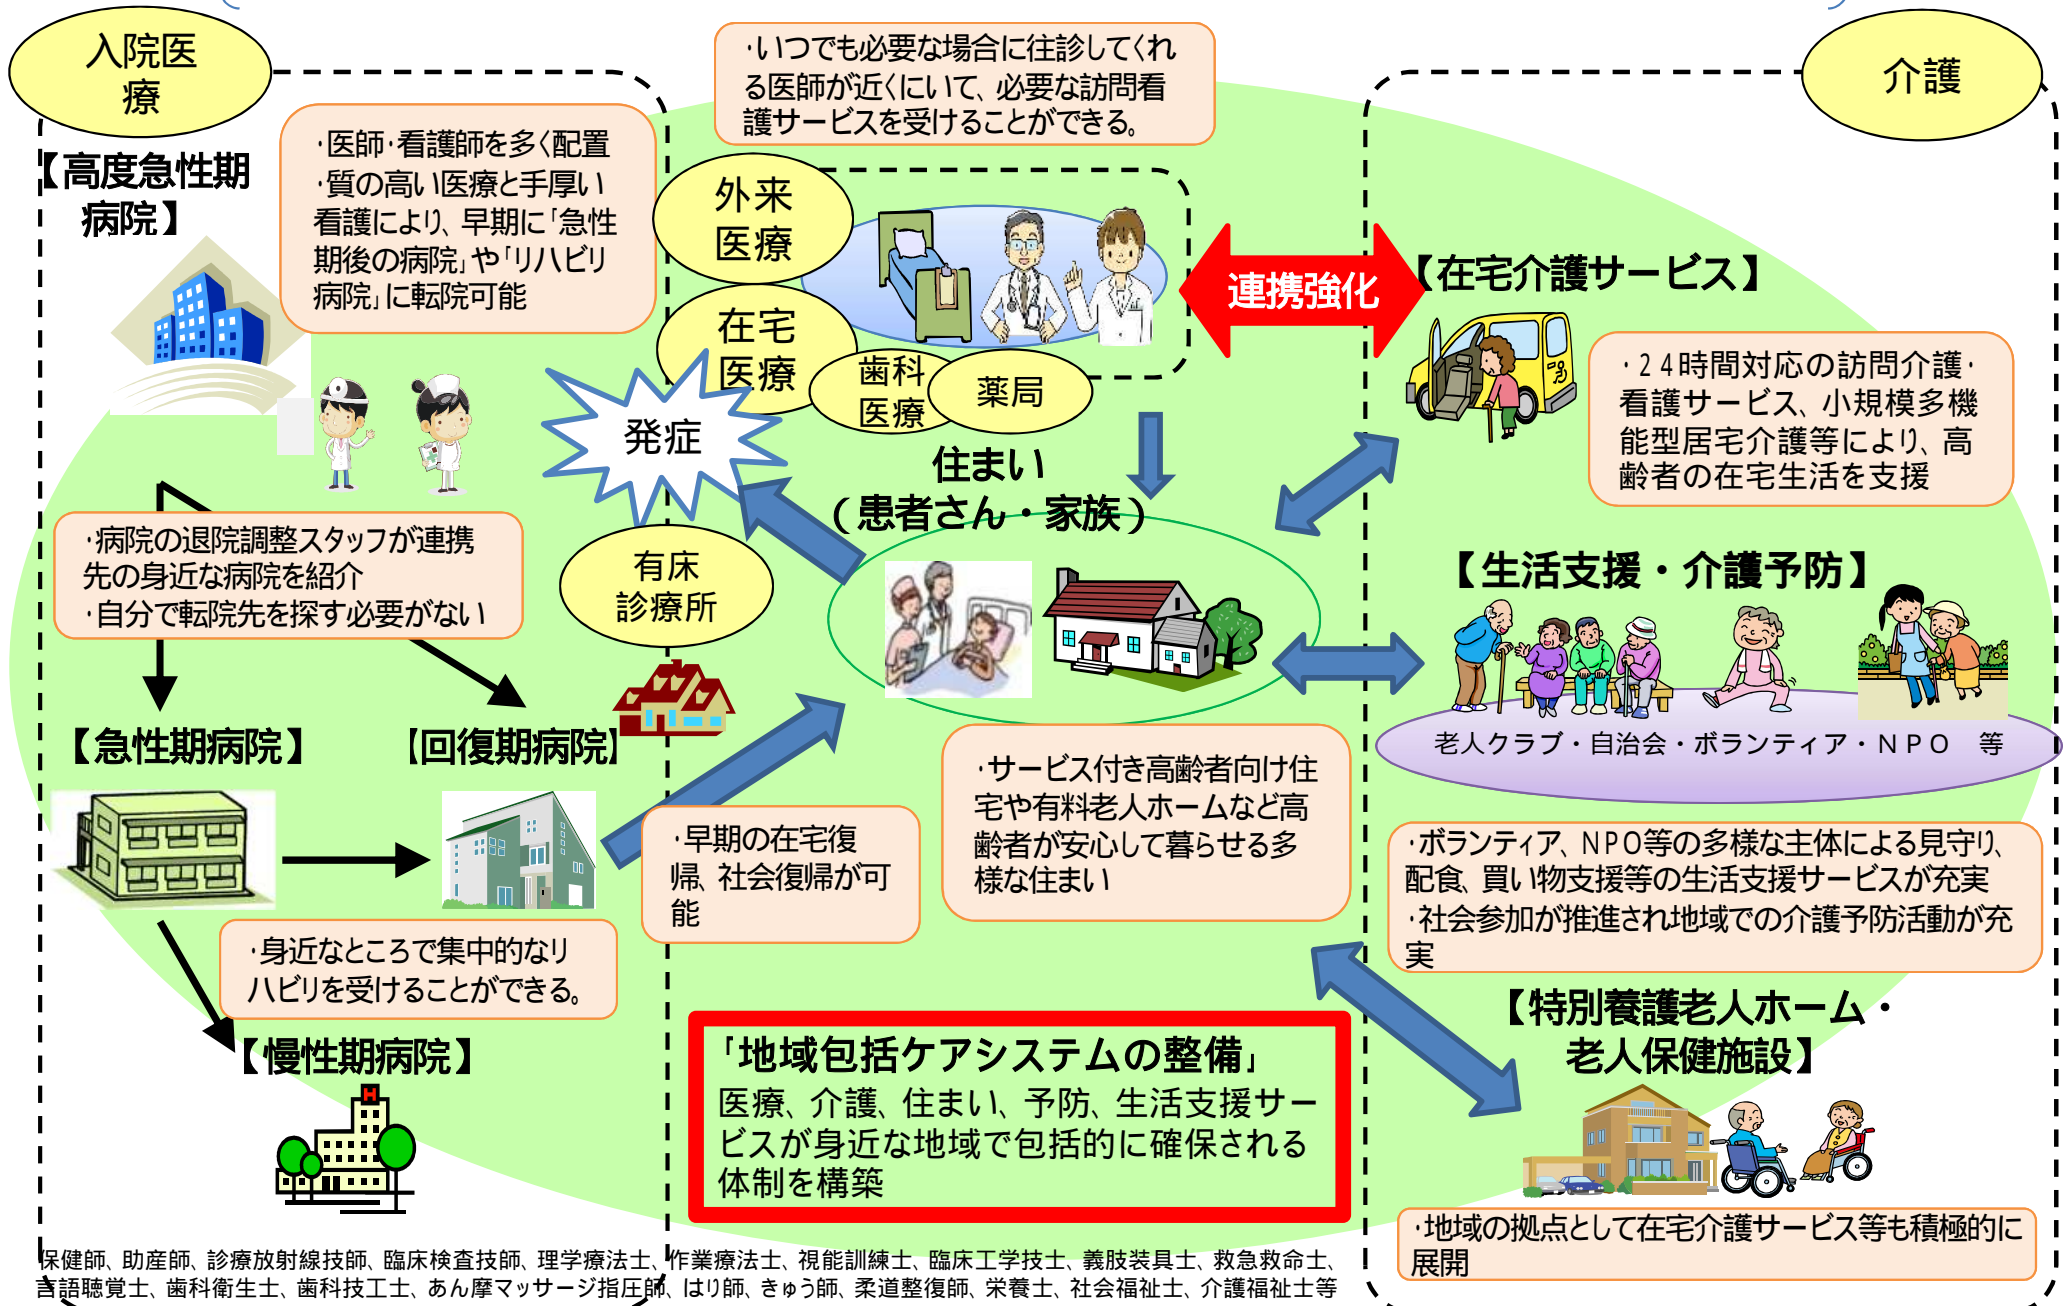 入院医
療
・いつでも必要な場合に往診してくれ
る医師が近くにいて、必要な訪問看
護サービスを受けることができる。
介護
【高度急性期
病院】
・医師・看護師を多く配置
・質の高い医療と手厚い
看護により、早期に「急性
期後の病院」や「リハビリ
病院」に転院可能
外来
医療
在宅
医療
歯科
医療
薬局
連携強化
【在宅介護サービス】
・24時間対応の訪問介護・
看護サービス、小規模多機
能型居宅介護等により、高
齢者の在宅生活を支援
発症
住まい
(患者さん・家族)
・病院の退院調整スタッフが連携
先の身近な病院を紹介
・自分で転院先を探す必要がない
有床
診療所
【生活支援・介護予防】
老人クラブ・自治会・ボランティア・NPO 等
【急性期病院】
【回復期病院】
・早期の在宅復
帰、社会復帰が可
能
・サービス付き高齢者向け住
宅や有料老人ホームなど高
齢者が安心して暮らせる多
様な住まい
・ボランティア、NPO等の多様な主体による見守り、
配食、買い物支援等の生活支援サービスが充実
・社会参加が推進され地域での介護予防活動が充
実
・身近なところで集中的なリ
ハビリを受けることができる。
【慢性期病院】
H
「地域包括ケアシステムの整備」
医療、介護、住まい、予防、生活支援サー
ビスが身近な地域で包括的に確保される
体制を構築
【特別養護老人ホーム・
老人保健施設】
・地域の拠点として在宅介護サービス等も積極的に
展開
保健師、助産師、診療放射線技師、臨床検査技師、理学療法士、作業療法士、視能訓練士、臨床工学技士、義肢装具士、救急救命士、
言語聴覚士、歯科衛生士、歯科技工士、あん摩マッサージ指圧師、はり師、きゅう師、柔道整復師、栄養士、社会福祉士、介護福祉士等